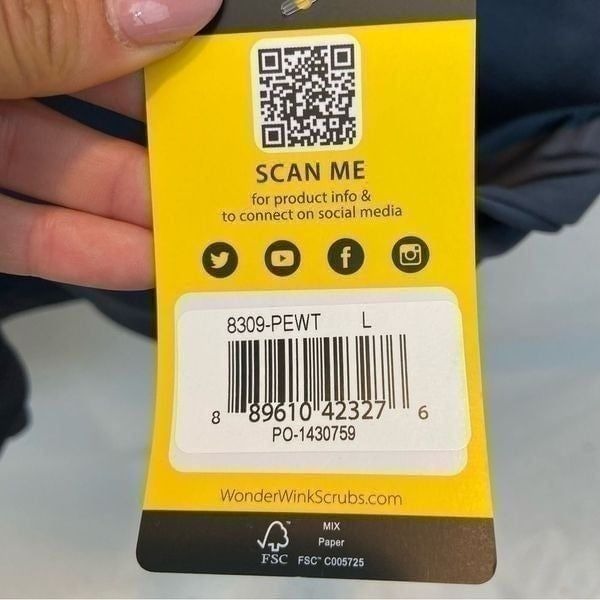 SCAN ME
for product info &
to connect on social media
8309-PEWT L
8 89610 42327 6
PO-1430759
WonderWinkScrubs.com
MIX
Paper
FSC™ C005725
FSC